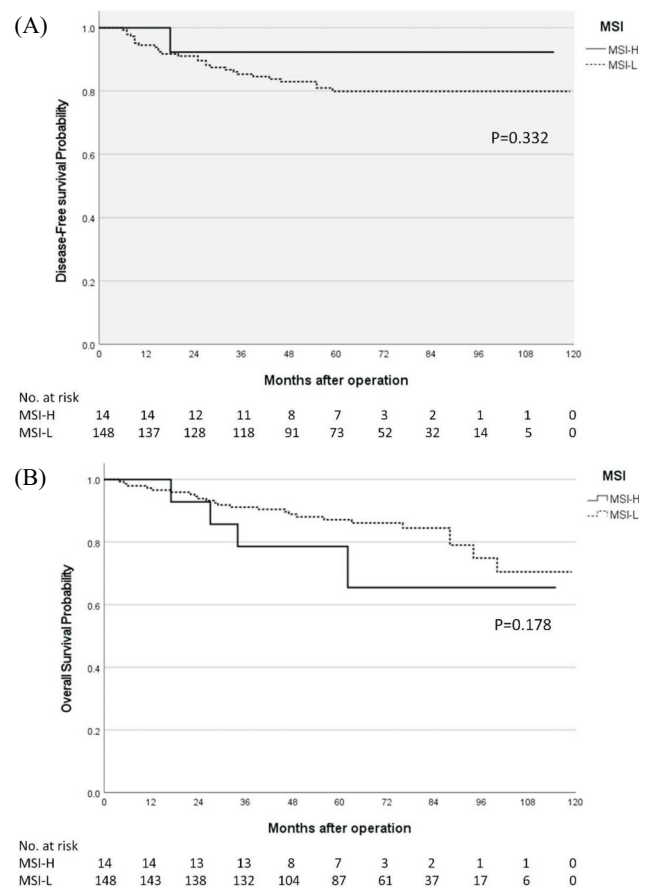 (A)
MSI
MSI-H
MSI-L
1.0
0.8
0.6
0.4
0.2
0.0
Disease-Free survival Probability
P=0.332
0 12 24 36 48 60 72 84 96 108 120
Months after operation
No. at risk
MSI-H 14 14 12 11 8 7 3 2 1 1 0
MSI-L 148 137 128 118 91 73 52 32 14 5 0
(B)
MSI
MSI-H
MSI-L
1.0
0.8
0.6
0.4
0.2
0.0
Overall Survival Probability
P=0.178
0 12 24 36 48 60 72 84 96 108 120
Months after operation
No. at risk
MSI-H 14 14 13 13 8 7 3 2 1 1 0
MSI-L 148 143 138 132 104 87 61 37 17 6 0